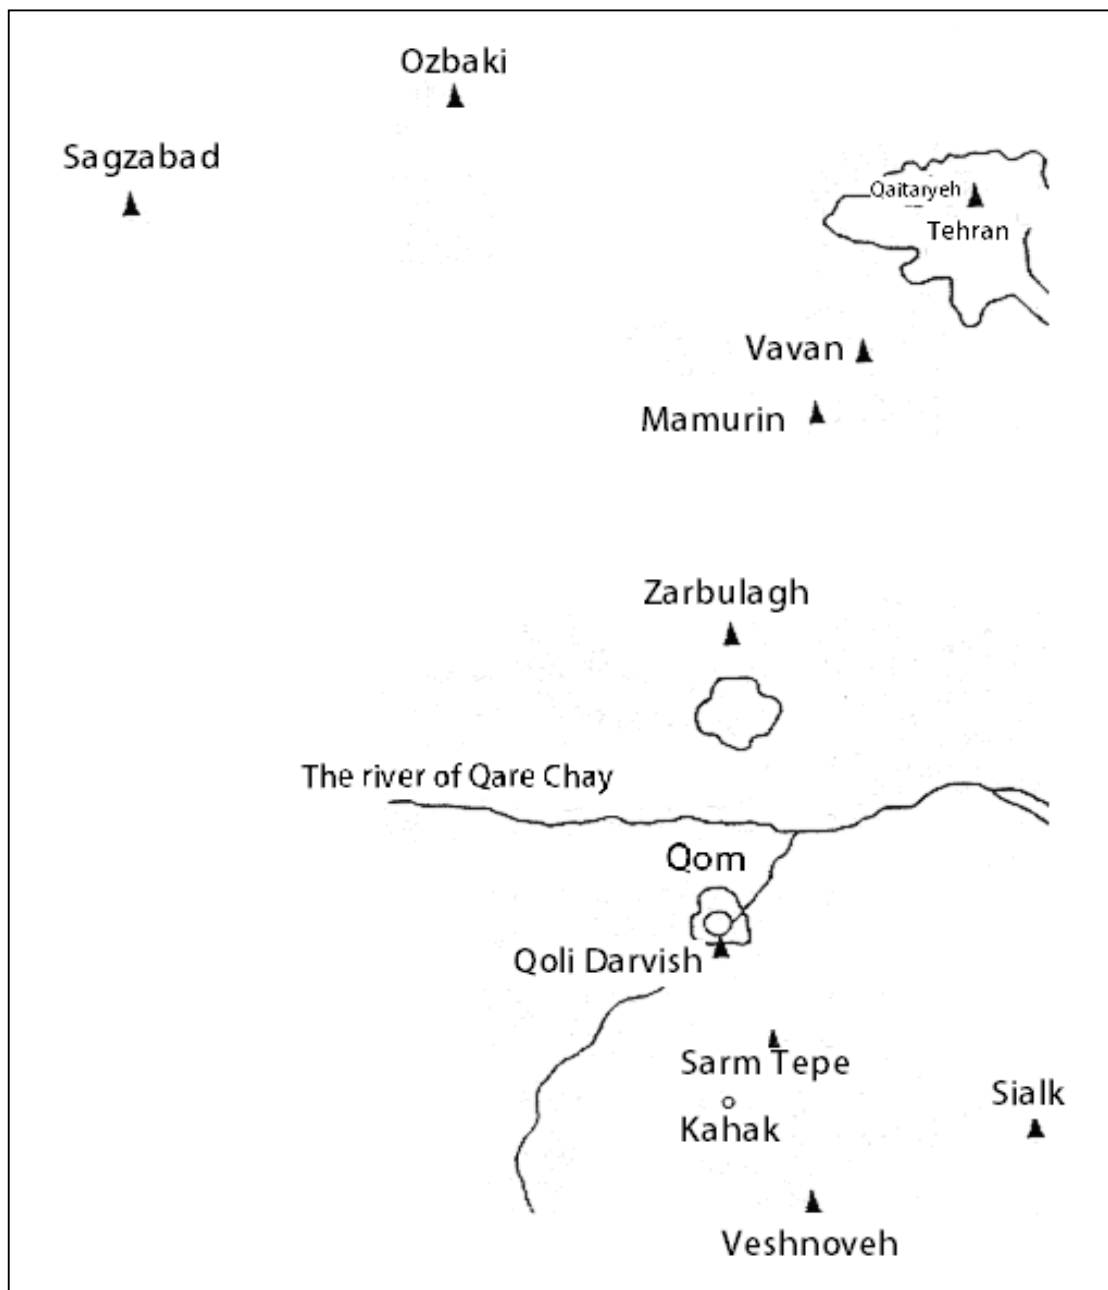 Ozbaki
Sagzabad
Qaitaryeh
Tehran
Vavan
Mamurin
Zarbulagh
The river of Qare Chay
Qom
Qoli Darvish
Sarm Tepe
Sialk
Kahak
Veshnoveh